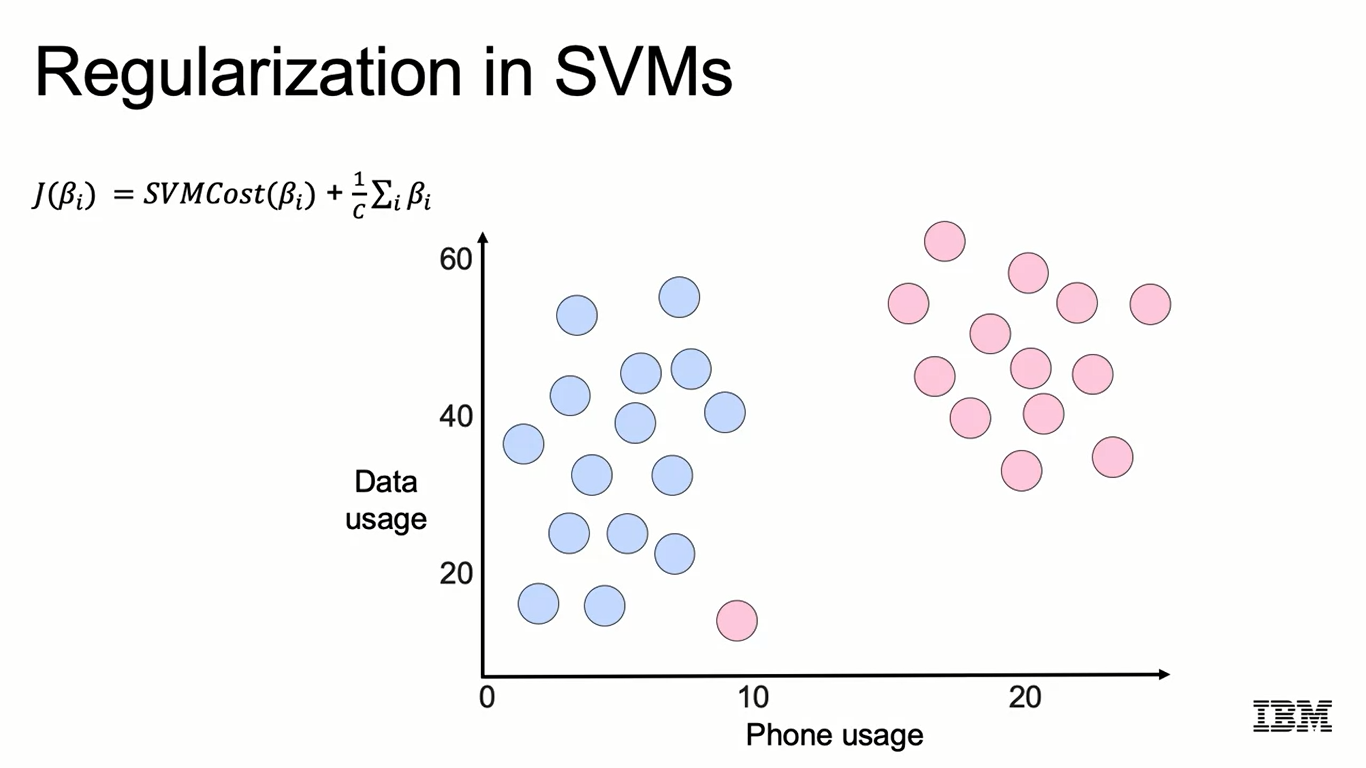 Regularization in SVMs
J(βᵢ) = SVMCost(βᵢ) + 1/C ∑ᵢ βᵢ
60
40
Data
usage
20
0 10 20
Phone usage
IBM